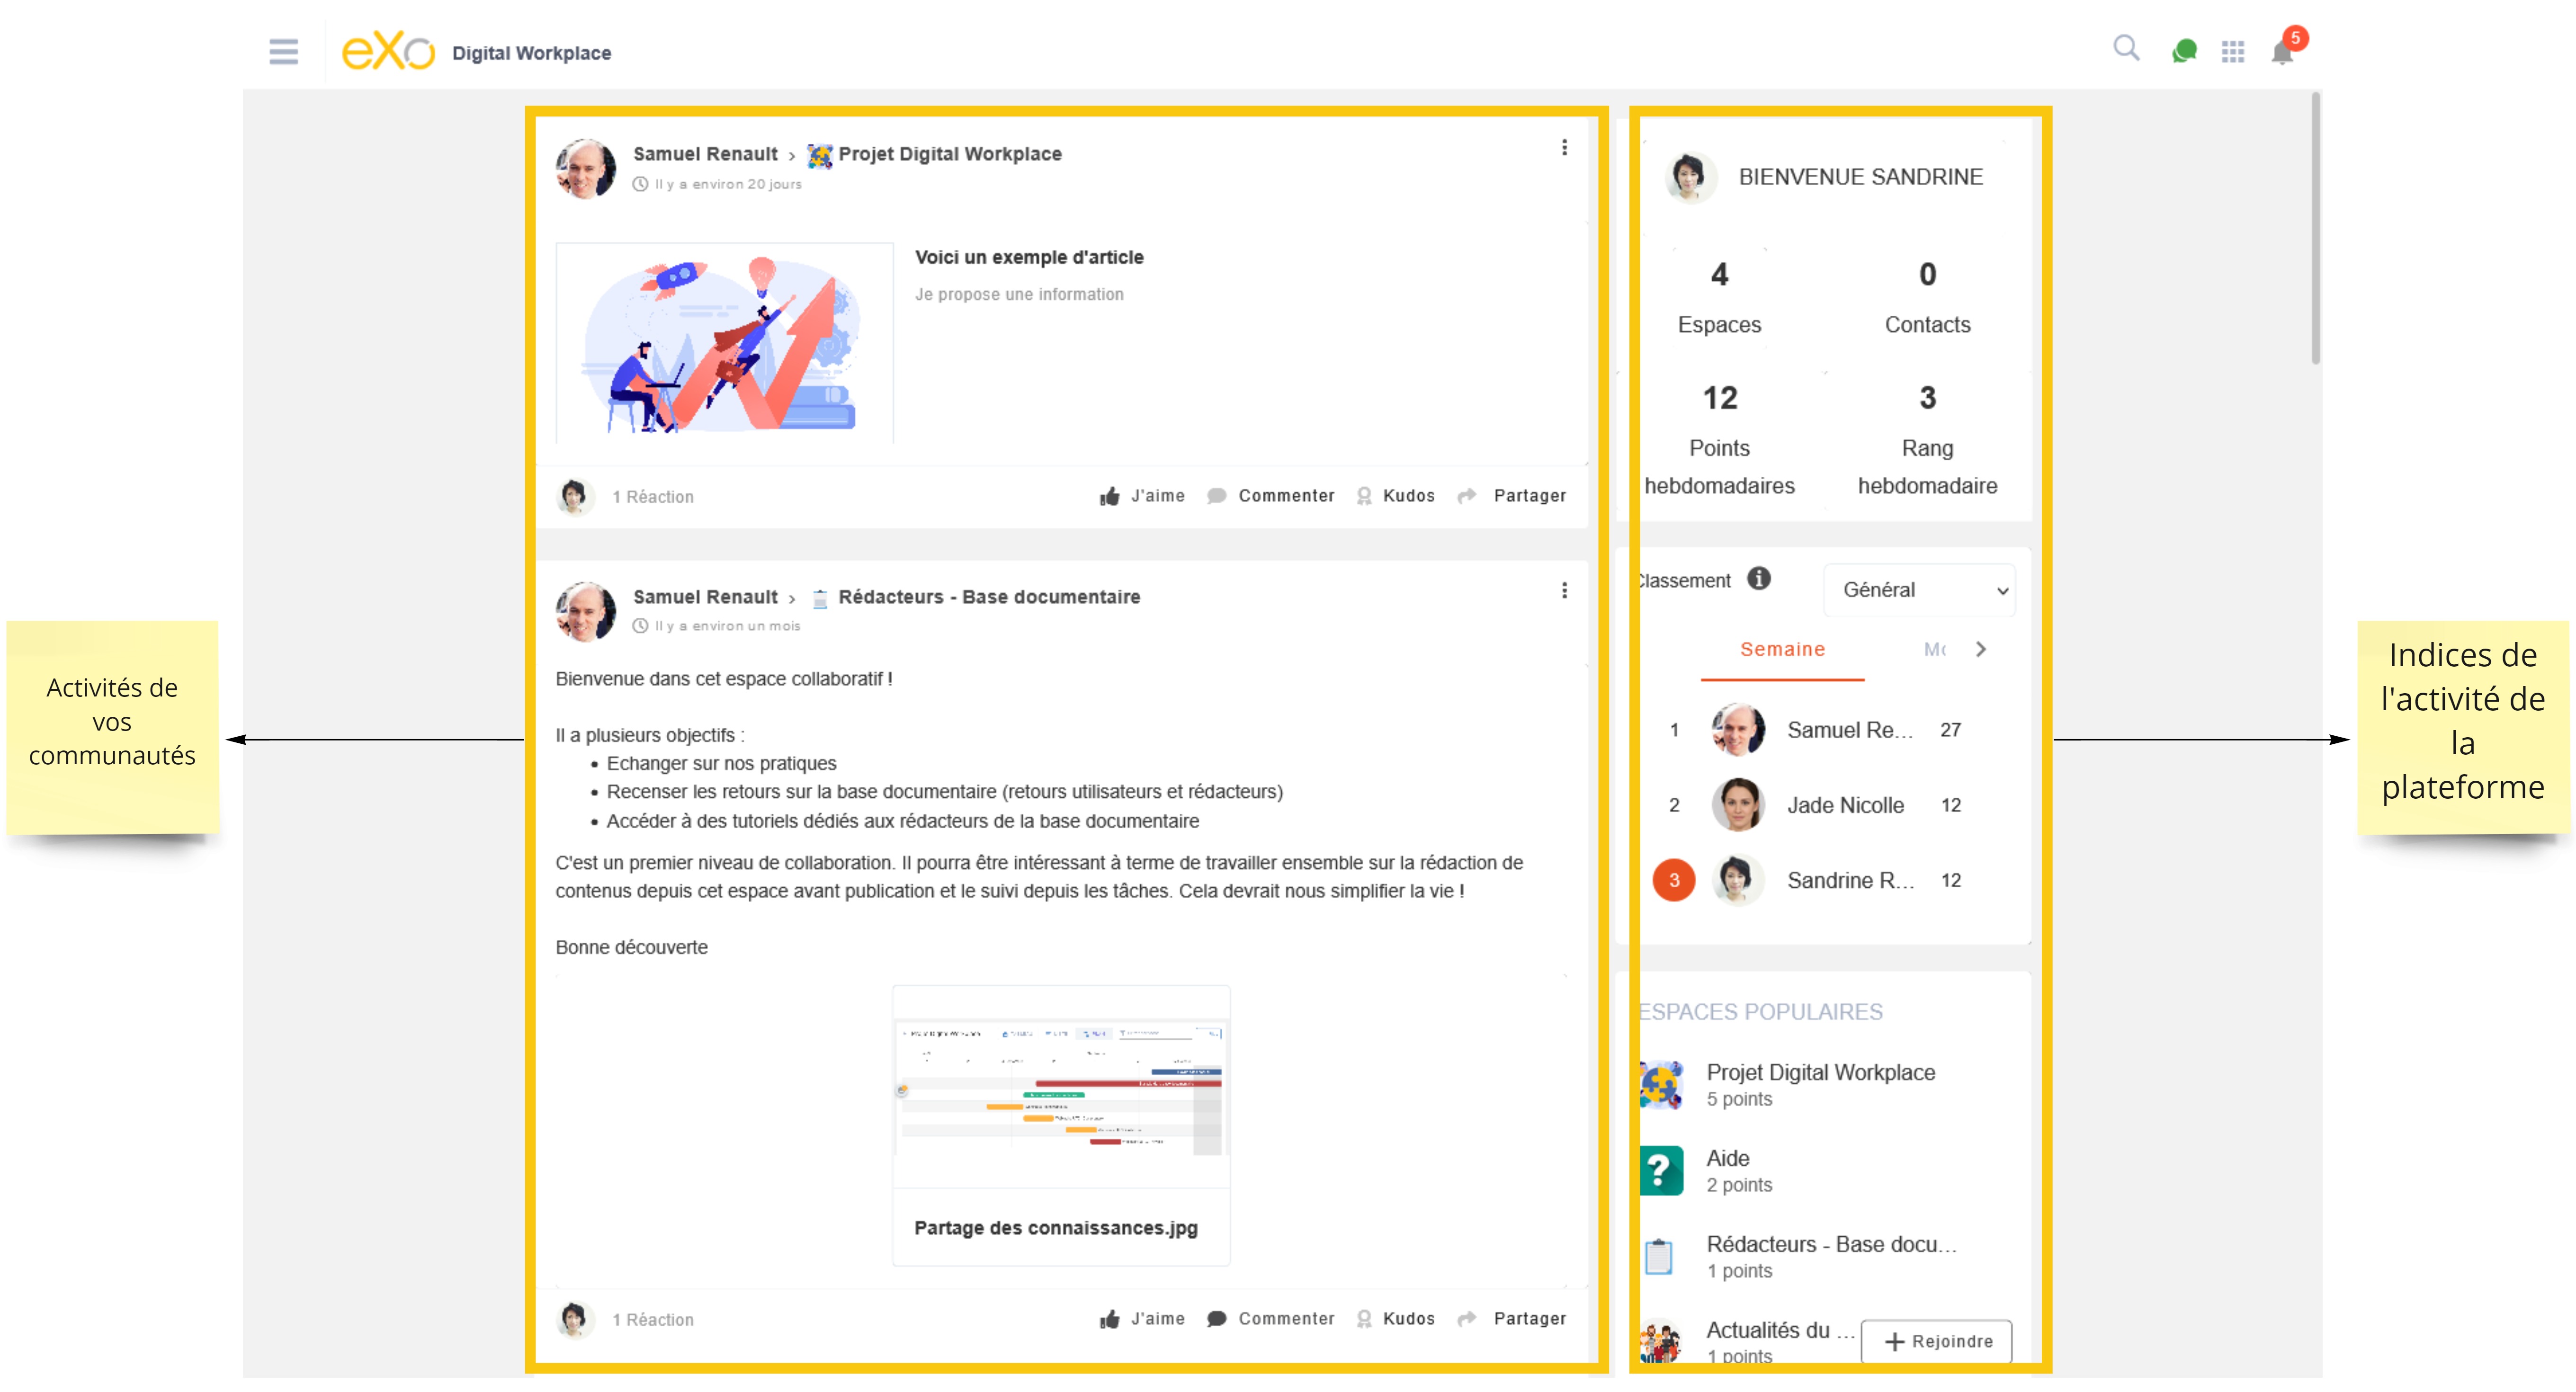 eXo Digital Workplace
5
Samuel Renault › Projet Digital Workplace
Il y a environ 20 jours
Voici un exemple d'article
Je propose une information
1 Réaction
J'aime Commenter Kudos Partager
Samuel Renault › Rédacteurs - Base documentaire
Il y a environ un mois
Bienvenue dans cet espace collaboratif !
Il a plusieurs objectifs :
• Echanger sur nos pratiques
• Recenser les retours sur la base documentaire (retours utilisateurs et rédacteurs)
• Accéder à des tutoriels dédiés aux rédacteurs de la base documentaire
C'est un premier niveau de collaboration. Il pourra être intéressant à terme de travailler ensemble sur la rédaction de
contenus depuis cet espace avant publication et le suivi depuis les tâches. Cela devrait nous simplifier la vie !
Bonne découverte
Partage des connaissances.jpg
1 Réaction
J'aime Commenter Kudos Partager
BIENVENUE SANDRINE
4 0
Espaces Contacts
12 3
Points Rang
hebdomadaires hebdomadaire
Classement Général
Semaine Mo
1 Samuel Re... 27
2 Jade Nicolle 12
3 Sandrine R... 12
ESPACES POPULAIRES
Projet Digital Workplace
5 points
Aide
2 points
Rédacteurs - Base docu...
1 points
Actualités du ... + Rejoindre
1 points
Activités de
vos
communautés
Indices de
l'activité de
la
plateforme